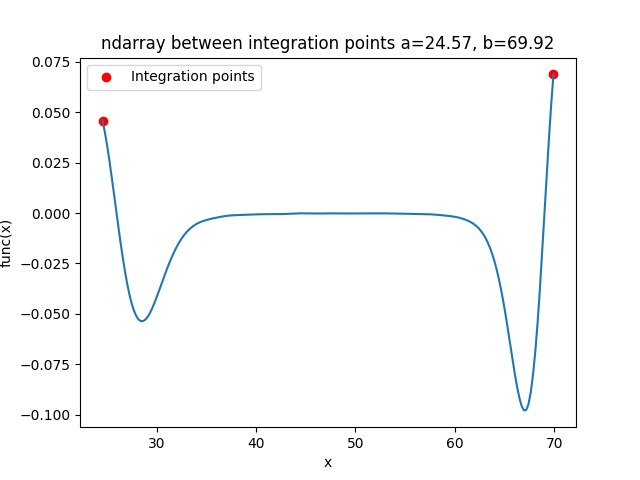 ndarray between integration points a=24.57, b=69.92
Integration points
0.075
0.050
0.025
0.000
−0.025
−0.050
−0.075
−0.100
func(x)
30 40 50 60 70
x